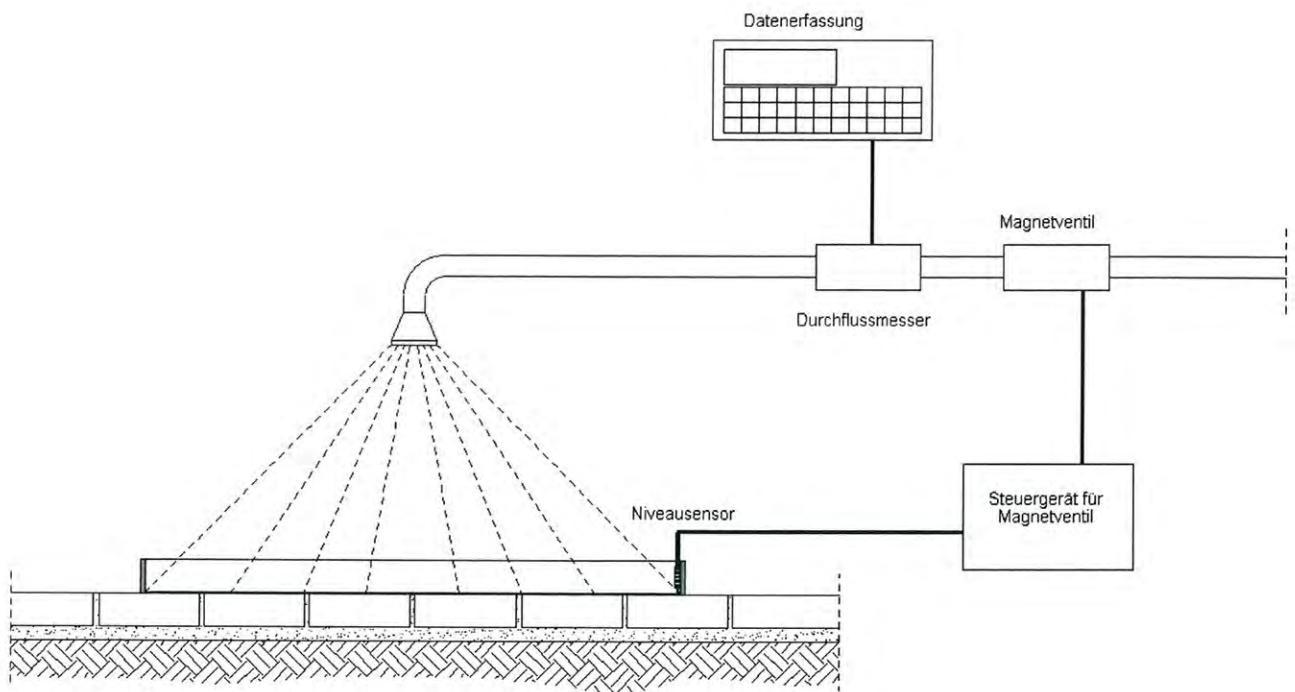 Datenerfassung
Magnetventil
Durchflussmesser
Niveausensor
Steuergerät für
Magnetventil